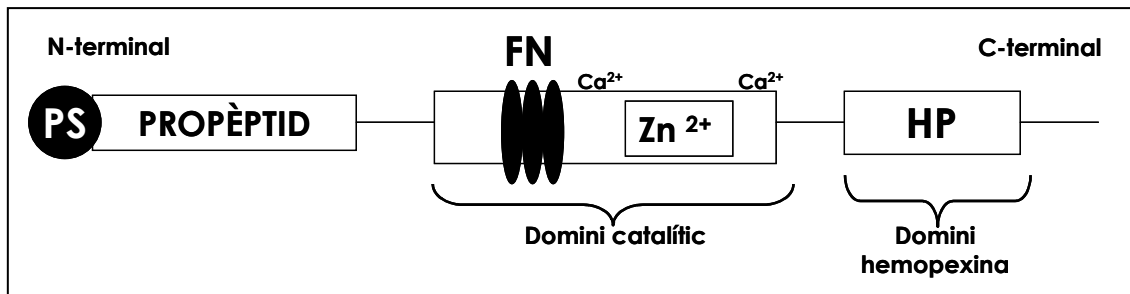 N-terminal
C-terminal
FN
Ca²⁺
Ca²⁺
PS
PROPÈPTID
Zn ²⁺
HP
Domini catalític
Domini
hemopexina